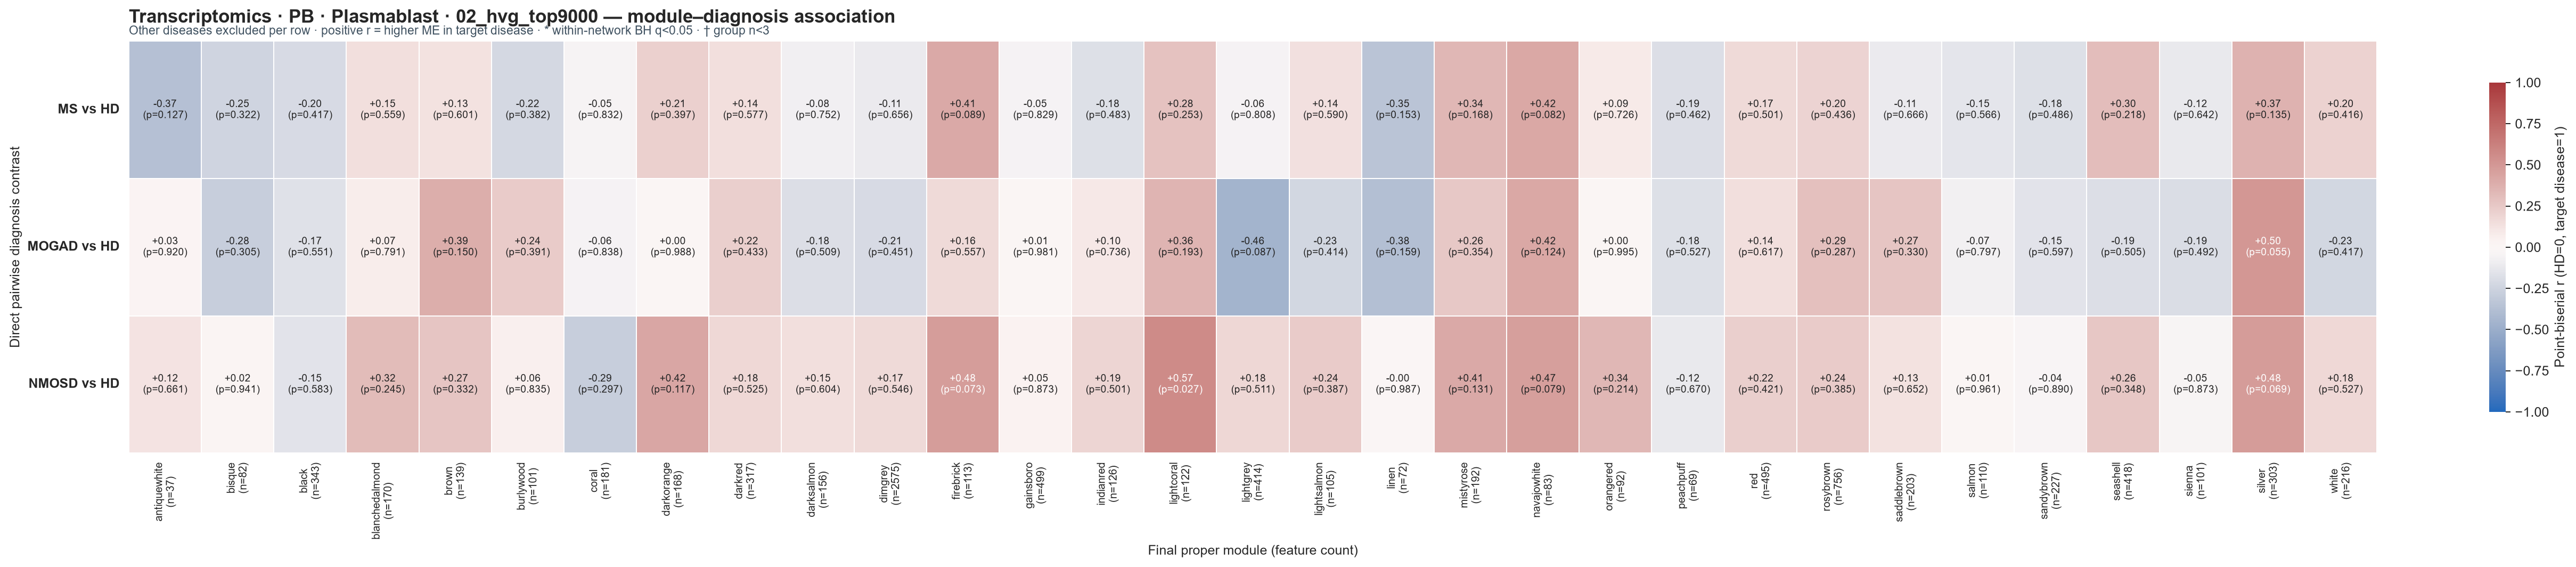 Transcriptomics · PB · Plasmablast · 02_hvg_top9000 — module–diagnosis association
Other diseases excluded per row · positive r = higher ME in target disease · * within-network BH q<0.05 · † group n<3
Direct pairwise diagnosis contrast
MS vs HD
-0.37 -0.25 -0.20 +0.15 +0.13 -0.22 -0.05 +0.21 +0.14 -0.08 -0.11 +0.41 -0.05 -0.18 +0.28 -0.06 +0.14 -0.35 +0.34 +0.42 +0.09 -0.19 +0.17 +0.20 -0.11 -0.15 -0.18 +0.30 -0.12 +0.37 +0.20
(p=0.127) (p=0.322) (p=0.417) (p=0.559) (p=0.601) (p=0.382) (p=0.832) (p=0.397) (p=0.577) (p=0.752) (p=0.656) (p=0.089) (p=0.829) (p=0.483) (p=0.253) (p=0.808) (p=0.590) (p=0.153) (p=0.168) (p=0.082) (p=0.726) (p=0.462) (p=0.501) (p=0.436) (p=0.666) (p=0.566) (p=0.486) (p=0.218) (p=0.642) (p=0.135) (p=0.416)
MOGAD vs HD
+0.03 -0.28 -0.17 +0.07 +0.39 +0.24 -0.06 +0.00 +0.22 -0.18 -0.21 +0.16 +0.01 +0.10 +0.36 -0.46 -0.23 -0.38 +0.26 +0.42 +0.00 -0.18 +0.14 +0.29 +0.27 -0.07 -0.15 -0.19 -0.19 +0.50 -0.23
(p=0.920) (p=0.305) (p=0.551) (p=0.791) (p=0.150) (p=0.391) (p=0.838) (p=0.988) (p=0.433) (p=0.509) (p=0.451) (p=0.557) (p=0.981) (p=0.736) (p=0.193) (p=0.087) (p=0.414) (p=0.159) (p=0.354) (p=0.124) (p=0.995) (p=0.527) (p=0.617) (p=0.287) (p=0.330) (p=0.797) (p=0.597) (p=0.505) (p=0.492) (p=0.055) (p=0.417)
NMOSD vs HD
+0.12 +0.02 -0.15 +0.32 +0.27 +0.06 -0.29 +0.42 +0.18 +0.15 +0.17 +0.48 +0.05 +0.19 +0.57 +0.18 +0.24 -0.00 +0.41 +0.47 +0.34 -0.12 +0.22 +0.24 +0.13 +0.01 -0.04 +0.26 -0.05 +0.48 +0.18
(p=0.661) (p=0.941) (p=0.583) (p=0.245) (p=0.332) (p=0.835) (p=0.297) (p=0.117) (p=0.525) (p=0.604) (p=0.546) (p=0.073) (p=0.873) (p=0.501) (p=0.027) (p=0.511) (p=0.387) (p=0.987) (p=0.131) (p=0.079) (p=0.214) (p=0.670) (p=0.421) (p=0.385) (p=0.652) (p=0.961) (p=0.890) (p=0.348) (p=0.873) (p=0.069) (p=0.527)
antiquewhite
(n=37)
bisque
(n=82)
black
(n=343)
blanchedalmond
(n=170)
brown
(n=139)
burlywood
(n=101)
coral
(n=181)
darkorange
(n=168)
darkred
(n=317)
darksalmon
(n=156)
dimgrey
(n=2575)
firebrick
(n=113)
gainsboro
(n=499)
indianred
(n=126)
lightcoral
(n=122)
lightgrey
(n=414)
lightsalmon
(n=105)
linen
(n=72)
mistyrose
(n=192)
navajowhite
(n=83)
orangered
(n=92)
peachpuff
(n=69)
red
(n=495)
rosybrown
(n=756)
saddlebrown
(n=203)
salmon
(n=110)
sandybrown
(n=227)
seashell
(n=418)
sienna
(n=101)
silver
(n=303)
white
(n=216)
Final proper module (feature count)
1.00
0.75
0.50
0.25
0.00
−0.25
−0.50
−0.75
−1.00
Point-biserial r (HD=0, target disease=1)